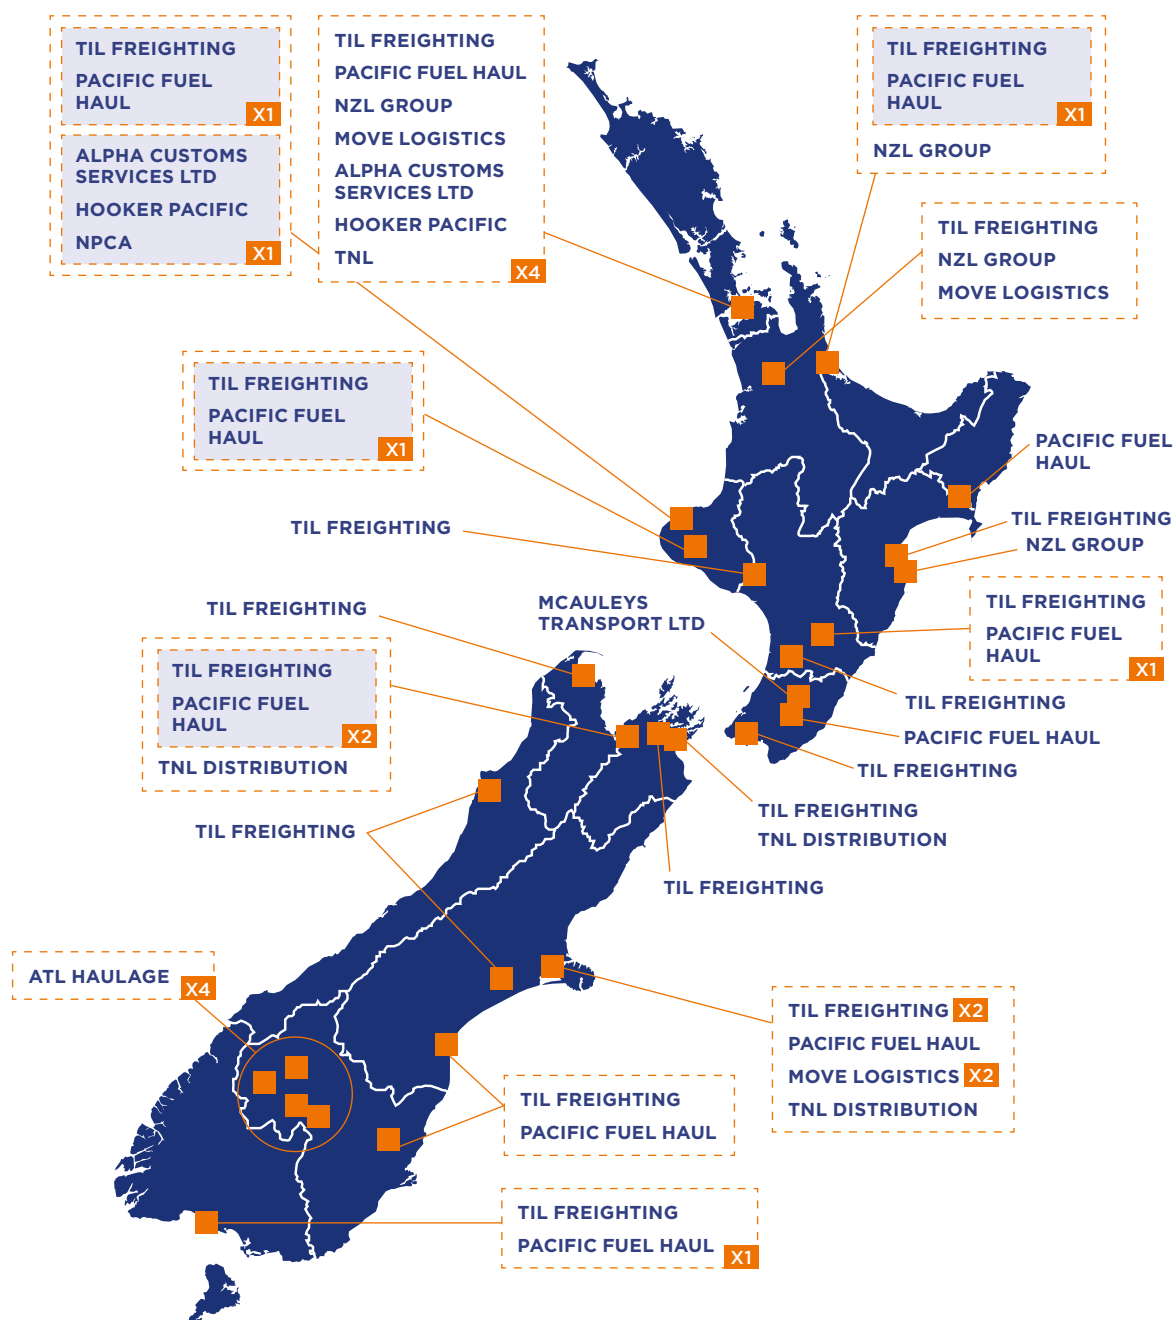 TIL FREIGHTING
PACIFIC FUEL
HAUL
X1
ALPHA CUSTOMS
SERVICES LTD
HOOKER PACIFIC
NPCA
X1
TIL FREIGHTING
PACIFIC FUEL HAUL
NZL GROUP
MOVE LOGISTICS
ALPHA CUSTOMS
SERVICES LTD
HOOKER PACIFIC
TNL
X4
TIL FREIGHTING
PACIFIC FUEL
HAUL
X1
NZL GROUP
TIL FREIGHTING
NZL GROUP
MOVE LOGISTICS
TIL FREIGHTING
PACIFIC FUEL
HAUL
X1
PACIFIC FUEL
HAUL
TIL FREIGHTING
NZL GROUP
TIL FREIGHTING
TIL FREIGHTING
PACIFIC FUEL
HAUL
X1
TIL FREIGHTING
MCAULEYS
TRANSPORT LTD
TIL FREIGHTING
PACIFIC FUEL
HAUL
X2
TNL DISTRIBUTION
TIL FREIGHTING
PACIFIC FUEL HAUL
TIL FREIGHTING
TIL FREIGHTING
TNL DISTRIBUTION
TIL FREIGHTING
TIL FREIGHTING
ATL HAULAGE
X4
TIL FREIGHTING X2
PACIFIC FUEL HAUL
MOVE LOGISTICS X2
TNL DISTRIBUTION
TIL FREIGHTING
PACIFIC FUEL HAUL
TIL FREIGHTING
PACIFIC FUEL HAUL
X1